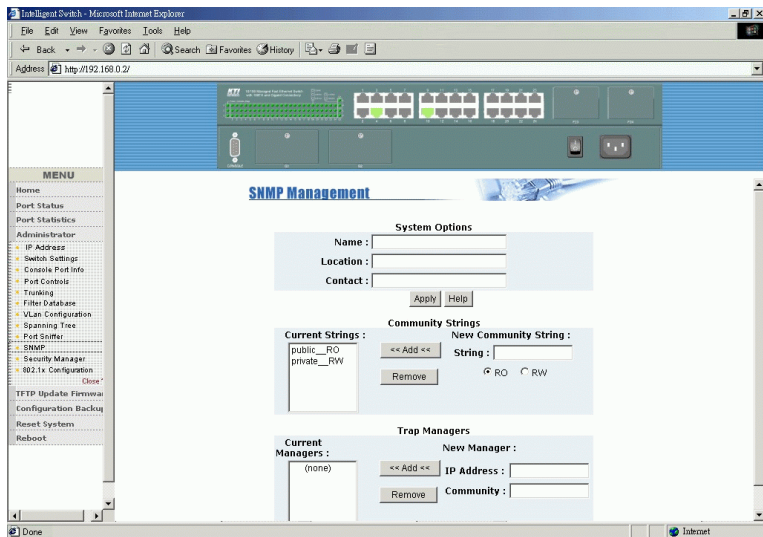 Intelligent Switch - Microsoft Internet Explorer
File Edit View Favorites Tools Help
Back Search Favorites History
Address http://192.168.0.2/
CONSOLE
MENU
Home
Port Status
Port Statistics
Administrator
IP Address
Switch Settings
Console Port Info
Port Controls
Trunking
Filter Database
VLan Configuration
Spanning Tree
Port Sniffer
SNMP
Security Manager
802.1x Configuration
Close
TFTP Update Firmwar
Configuration Backup
Reset System
Reboot
SNMP Management
System Options
Name :
Location :
Contact :
Apply Help
Community Strings
Current Strings : New Community String :
public__RO
private__RW
<< Add <<
String :
Remove
RO RW
Trap Managers
Current Managers :
New Manager :
(none)
<< Add <<
IP Address :
Remove
Community :
Done Internet